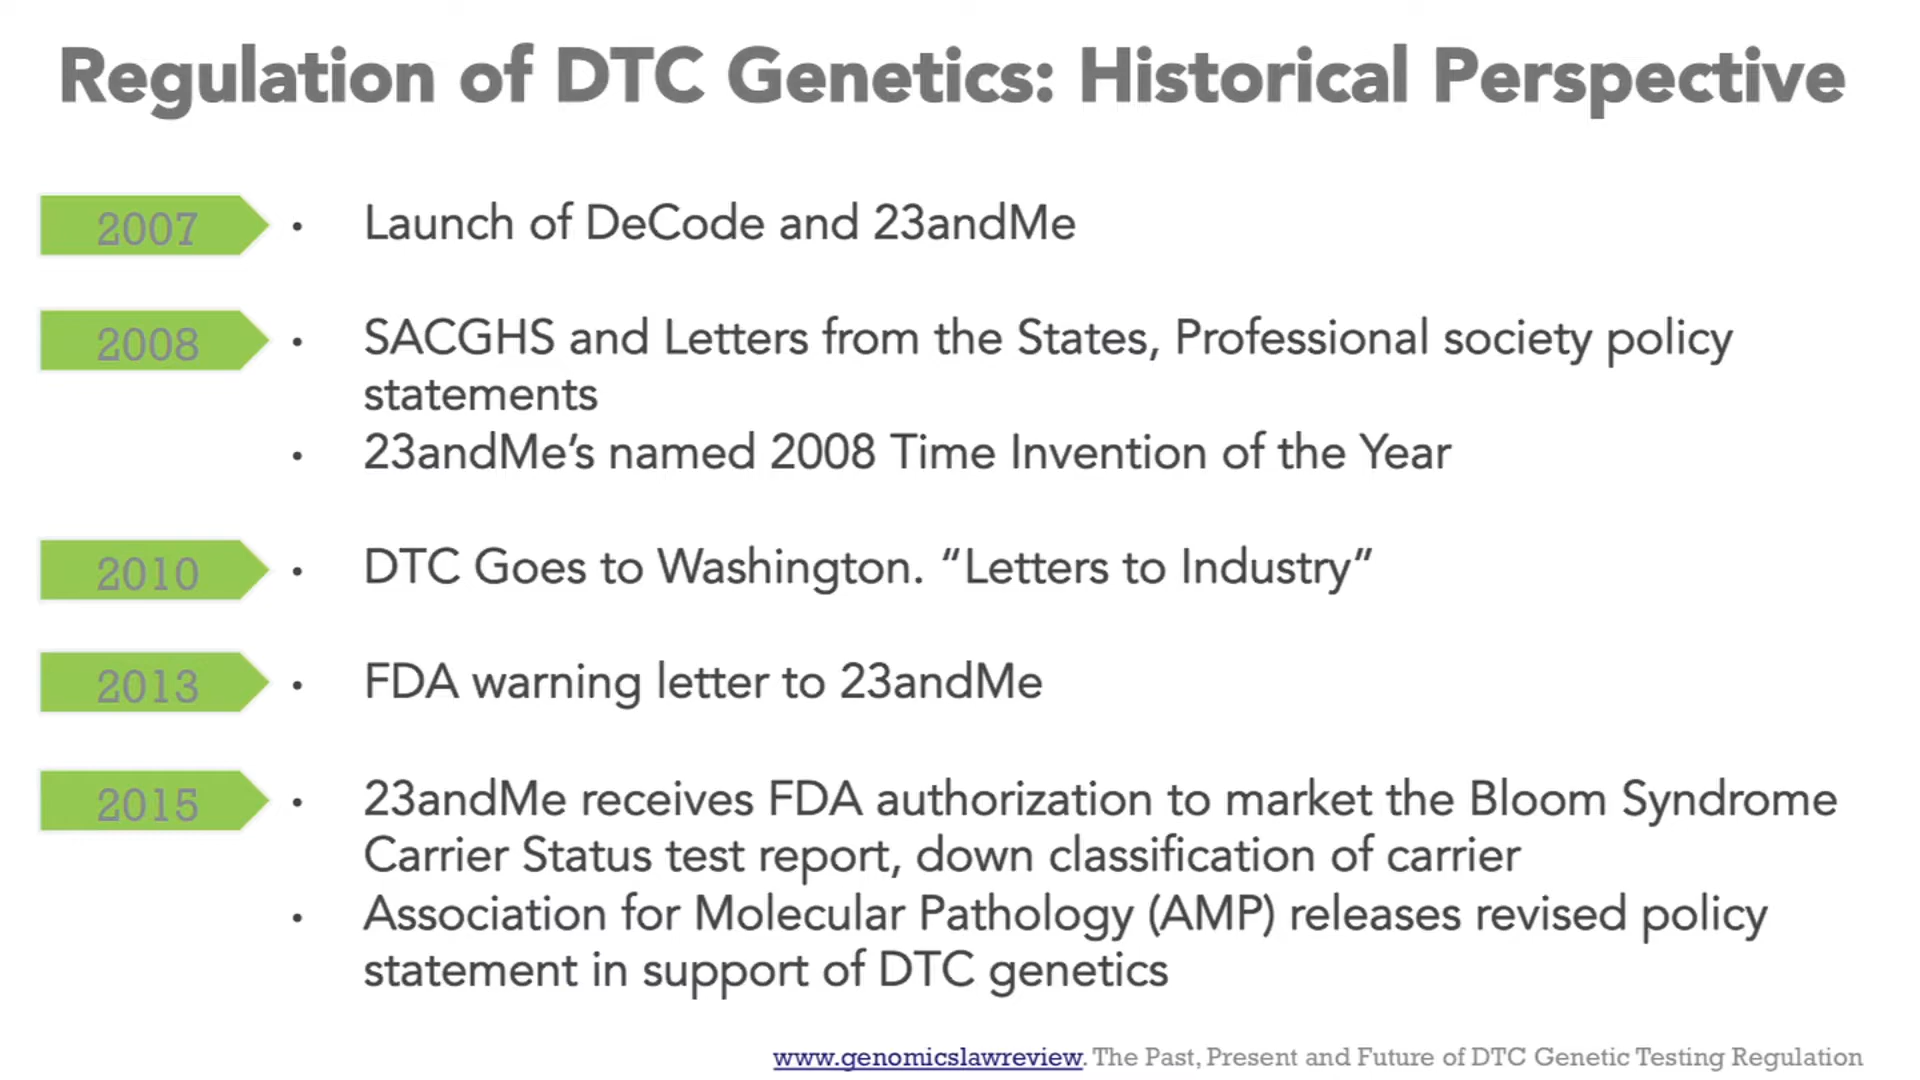 Regulation of DTC Genetics: Historical Perspective
2007
• Launch of DeCode and 23andMe
2008
• SACGHS and Letters from the States, Professional society policy
statements
• 23andMe’s named 2008 Time Invention of the Year
2010
• DTC Goes to Washington. “Letters to Industry”
2013
• FDA warning letter to 23andMe
2015
• 23andMe receives FDA authorization to market the Bloom Syndrome
Carrier Status test report, down classification of carrier
• Association for Molecular Pathology (AMP) releases revised policy
statement in support of DTC genetics
www.genomicslawreview. The Past, Present and Future of DTC Genetic Testing Regulation